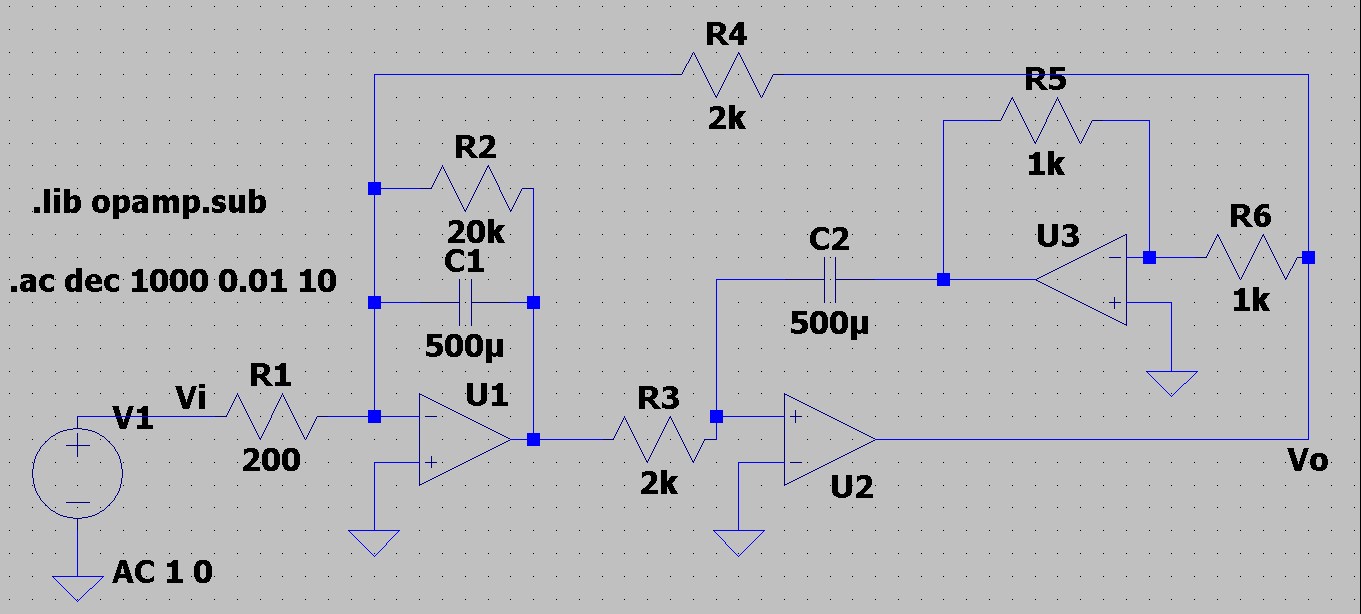 R4
2k
R5
1k
R2
20k
.lib opamp.sub
R6
1k
U3
C2
500µ
C1
500µ
.ac dec 1000 0.01 10
R1
200
Vi
V1
U1
R3
2k
U2
Vo
AC 1 0